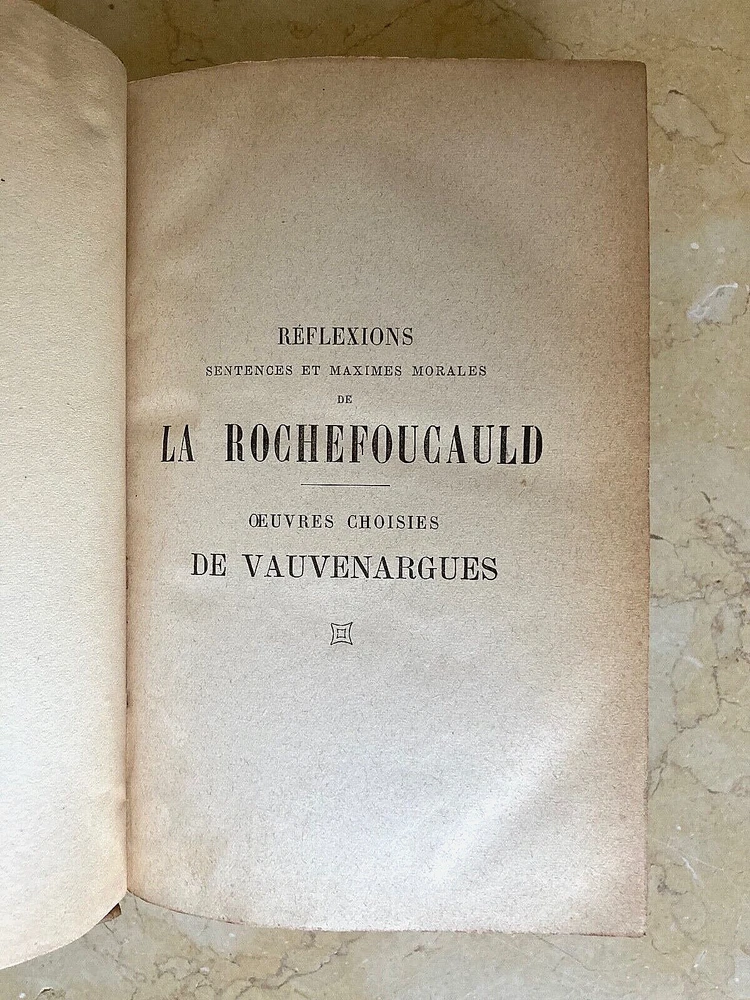 RÉFLEXIONS
SENTENCES ET MAXIMES MORALES
DE
LA ROCHEFOUCAULD
ŒUVRES CHOISIES
DE VAUVENARGUES